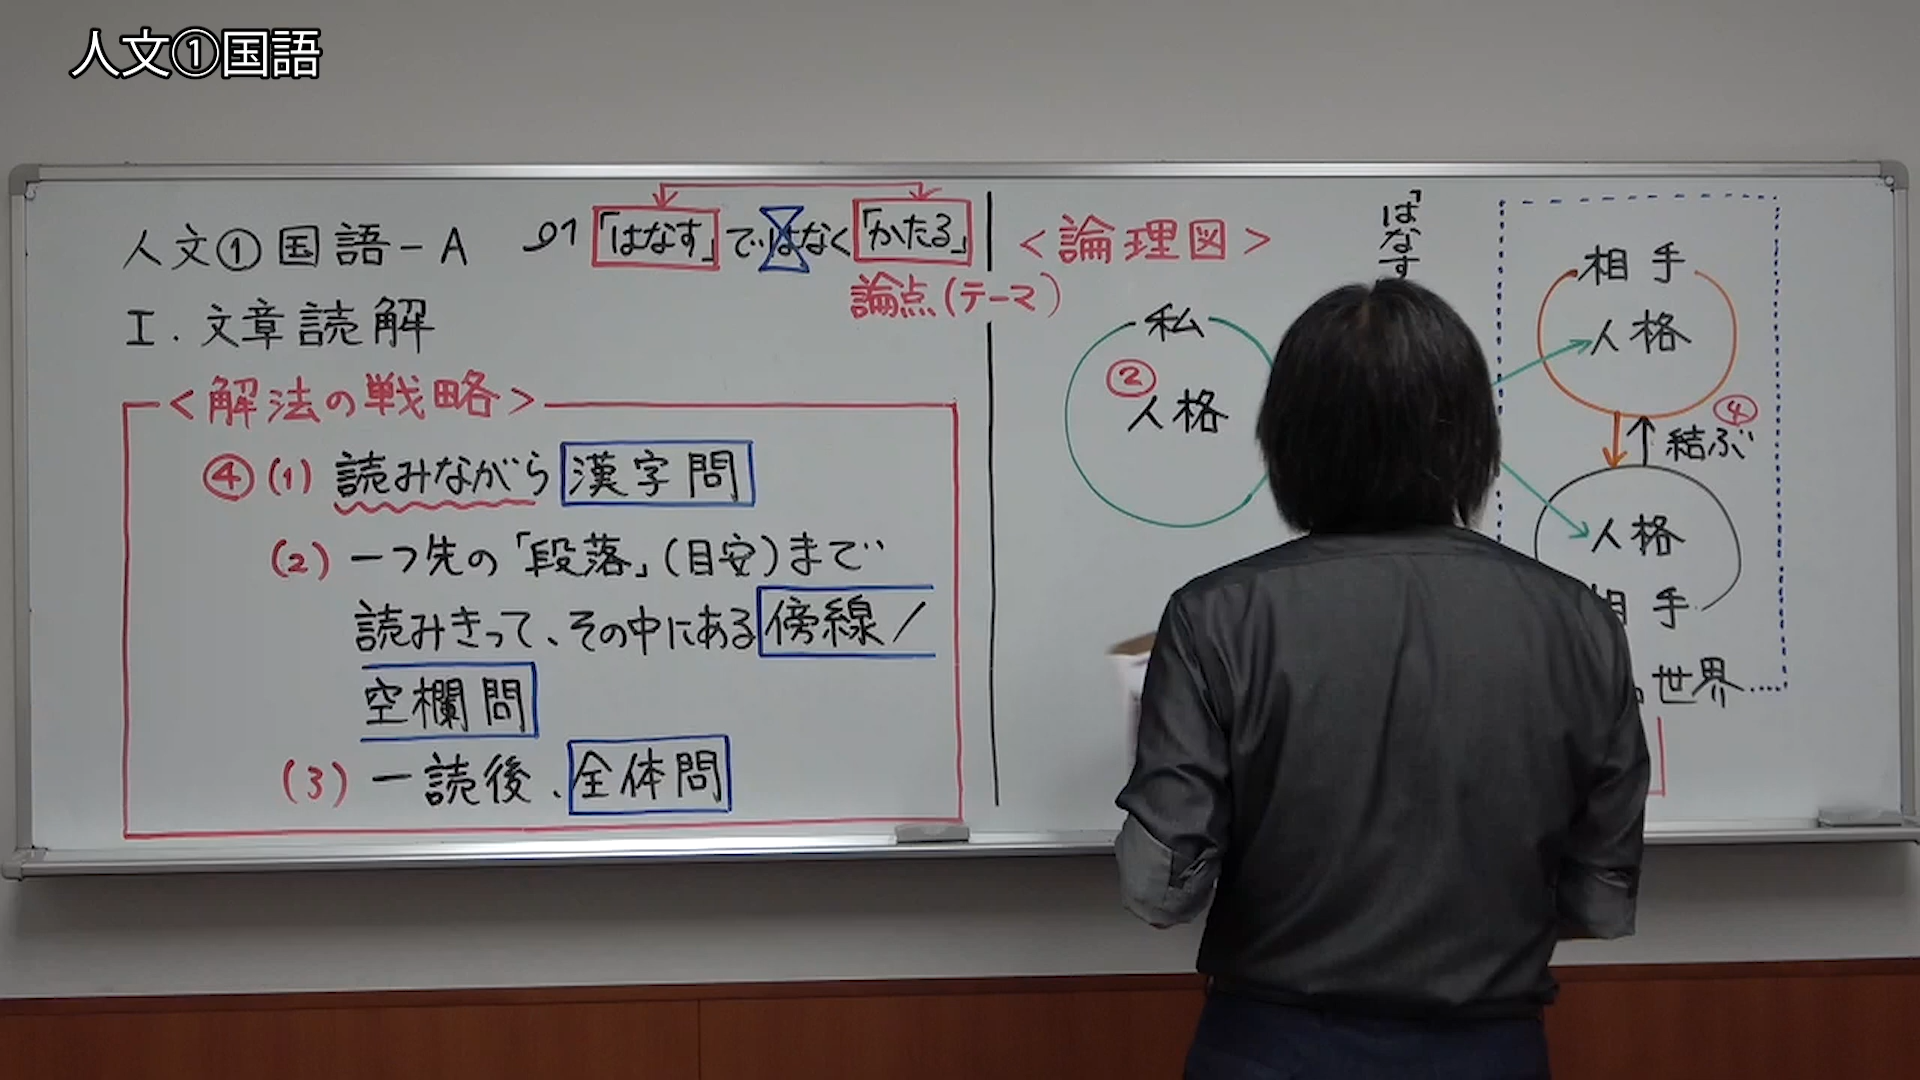 人文①国語
人文①国語-A
01 「はなす」ではなく「かたる」
論点(テーマ)
I.文章読解
<解法の戦略>
④(1)読みながら漢字問
(2)一つ先の「段落」(目安)まで
読みきって、その中にある傍線/
空欄問
(3)一読後、全体問
<論理図>
「はなす
私
②
人格
相手
人格
④
結ぶ
人格
相手
世界